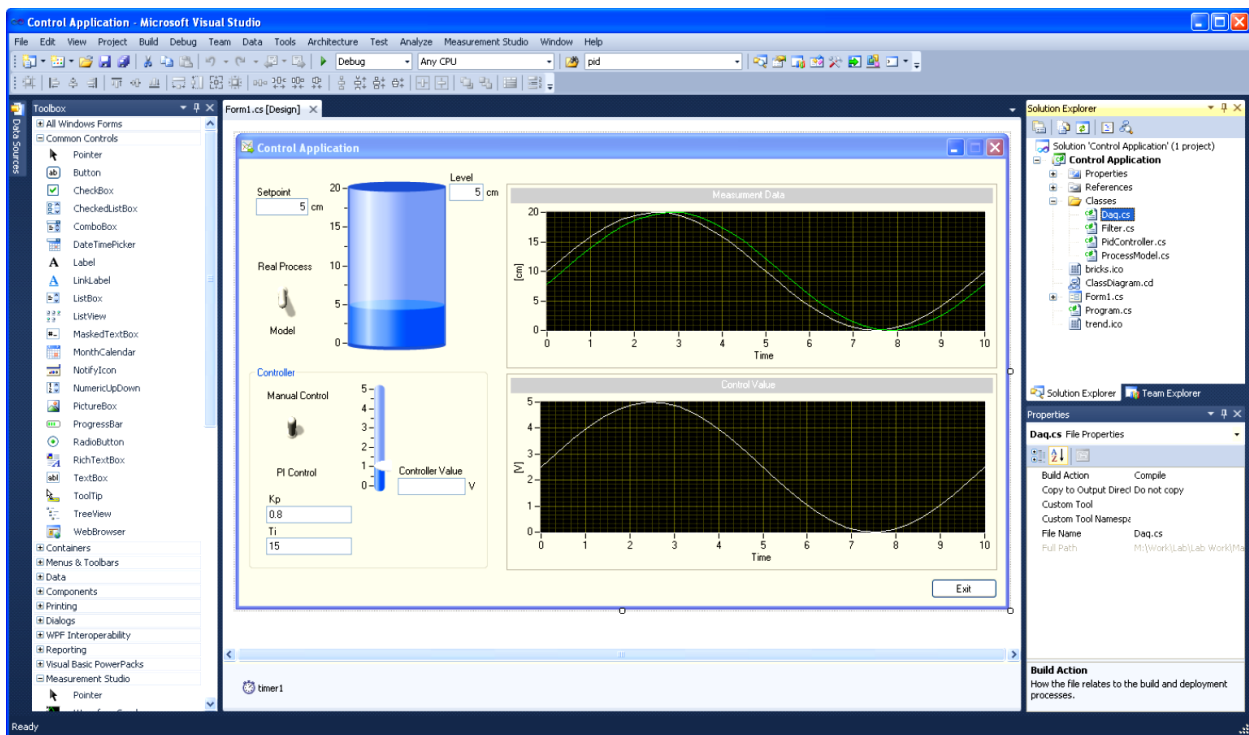 Control Application - Microsoft Visual Studio
File Edit View Project Build Debug Team Data Tools Architecture Test Analyze Measurement Studio Window Help
Debug Any CPU pid
Data Sources
Toolbox
All Windows Forms
Common Controls
Pointer
Button
CheckBox
CheckedListBox
ComboBox
DateTimePicker
Label
LinkLabel
ListBox
ListView
MaskedTextBox
MonthCalendar
NotifyIcon
NumericUpDown
PictureBox
ProgressBar
RadioButton
RichTextBox
TextBox
ToolTip
TreeView
WebBrowser
Containers
Menus & Toolbars
Data
Components
Printing
Dialogs
WPF Interoperability
Reporting
Visual Basic PowerPacks
Measurement Studio
Pointer
Form1.cs [Design]
Control Application
Setpoint
5 cm
Level
5 cm
20
15
10
5
0
Real Process
Model
Controller
Manual Control
PI Control
5
4
3
2
1
0
Controller Value
V
Kp
0.8
Ti
15
Measurment Data
[cm]
20
15
10
5
0
0 1 2 3 4 5 6 7 8 9 10
Time
Control Value
[V]
5
4
3
2
1
0
0 1 2 3 4 5 6 7 8 9 10
Time
Exit
timer1
Solution Explorer
Solution 'Control Application' (1 project)
Control Application
Properties
References
Classes
Daq.cs
Filter.cs
PidController.cs
ProcessModel.cs
bricks.ico
ClassDiagram.cd
Form1.cs
Program.cs
trend.ico
Solution Explorer Team Explorer
Properties
Daq.cs File Properties
Build Action Compile
Copy to Output Direct Do not copy
Custom Tool
Custom Tool Namespa
File Name Daq.cs
Full Path M:\Work\Lab\Lab Work\Ma
Build Action
How the file relates to the build and deployment
processes.
Ready